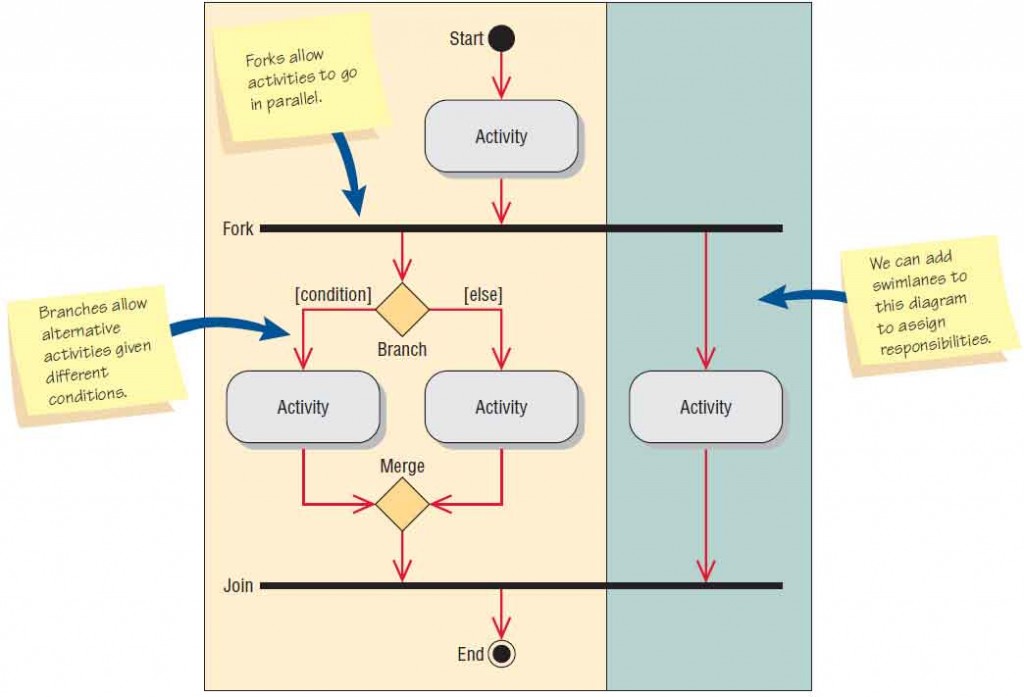 Forks allow
activities to go
in parallel.
Start
Activity
Fork
We can add
swimlanes to
this diagram
to assign
responsibilities.
Branches allow
alternative
activities given
different
conditions.
[condition]
[else]
Branch
Activity
Activity
Activity
Merge
Join
End